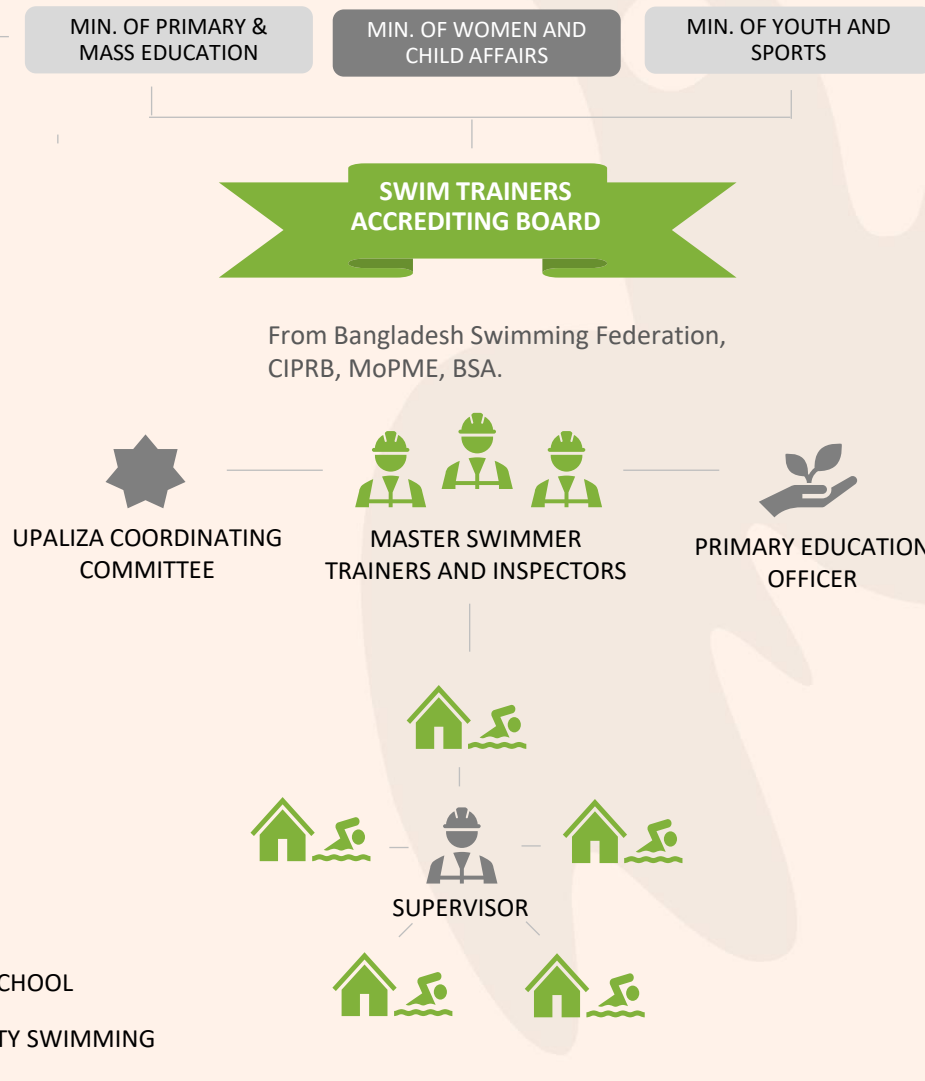 MIN. OF PRIMARY &
MASS EDUCATION
MIN. OF WOMEN AND
CHILD AFFAIRS
MIN. OF YOUTH AND
SPORTS
SWIM TRAINERS
ACCREDITING BOARD
From Bangladesh Swimming Federation,
CIPRB, MoPME, BSA.
UPALIZA COORDINATING
COMMITTEE
MASTER SWIMMER
TRAINERS AND INSPECTORS
PRIMARY EDUCATION
OFFICER
SUPERVISOR
CHOOL
TY SWIMMING